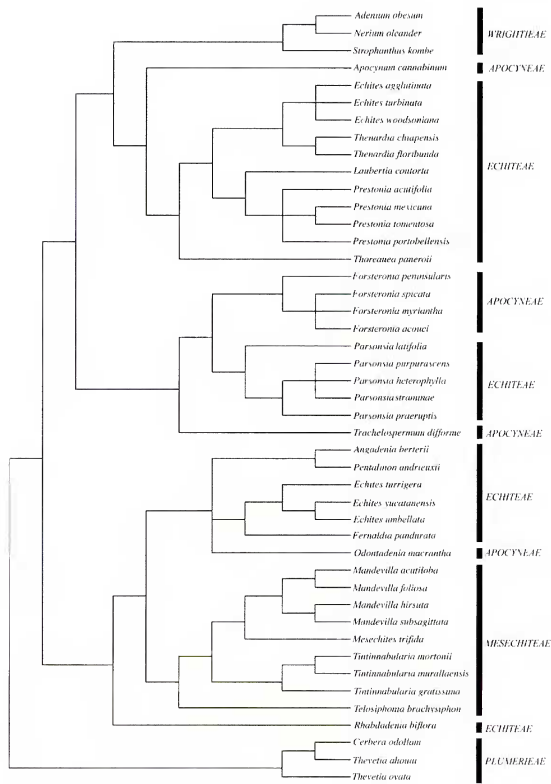 Adenium obesum
Nerium oleander
Strophanthus kombe
WRIGHTIEAE
Apocynum cannabinum
APOCYNEAE
Echites agglutinata
Echites turbinata
Echites woodsoniana
Thenardia chiapensis
Thenardia floribunda
Laubertia contorta
Prestonia acutifolia
Prestonia mexicana
Prestonia tomentosa
Prestonia portobellensis
Thoreauea paneroii
ECHITEAE
Forsteronia peninsularis
Forsteronia spicata
Forsteronia myriantha
Forsteronia acouci
APOCYNEAE
Parsonsia latifolia
Parsonsia purpurascens
Parsonsia heterophylla
Parsonsia straminae
Parsonsia praeruptis
ECHITEAE
Trachelospermum difforme
APOCYNEAE
Angadenia berterii
Pentalinon andrieuxii
Echites turrigera
Echites yucatanensis
Echites umbellata
Fernaldia pandurata
ECHITEAE
Odontadenia macrantha
APOCYNEAE
Mandevilla acutiloba
Mandevilla foliosa
Mandevilla hirsuta
Mandevilla subsagittata
Mesechites trifida
Tintinnabularia mortonii
Tintinnabularia murallaensis
Tintinnabularia gratissima
Telosiphonia brachysiphon
MESECHITEAE
Rhabdadenia biflora
ECHITEAE
Cerbera odollam
Thevetia ahouai
Thevetia ovata
PLUMERIEAE